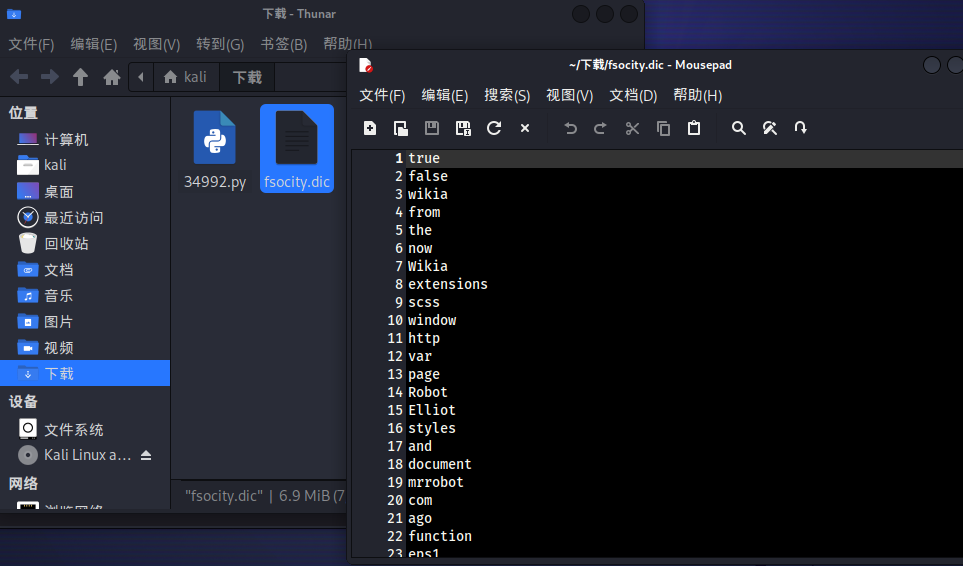 下载 - Thunar
文件(F) 编辑(E) 视图(V) 转到(G) 书签(B) 帮助(H)
kali 下载
位置
计算机
kali
桌面
最近访问
回收站
文档
音乐
图片
视频
下载
设备
文件系统
Kali Linux a...
网络
浏览网络
34992.py
fsocity.dic
"fsocity.dic" | 6.9 MiB (7
~/下载/fsocity.dic - Mousepad
文件(F) 编辑(E) 搜索(S) 视图(V) 文档(D) 帮助(H)
1 true
2 false
3 wikia
4 from
5 the
6 now
7 Wikia
8 extensions
9 scss
10 window
11 http
12 var
13 page
14 Robot
15 Elliot
16 styles
17 and
18 document
19 mrrobot
20 com
21 ago
22 function
23 eps1